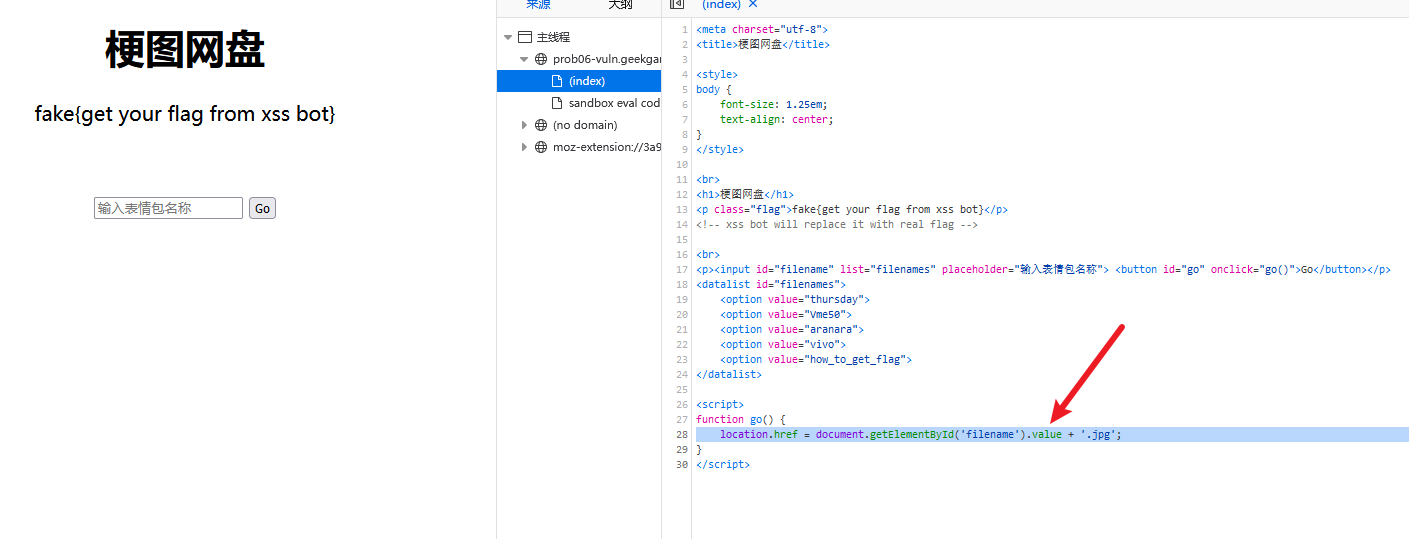 梗图网盘
fake{get your flag from xss bot}
输入表情包名称 Go
来源 大纲
主线程
prob06-vuln.geekgar
(index)
sandbox eval cod
(no domain)
moz-extension://3a9
(index) ×
1 <meta charset="utf-8">
2 <title>梗图网盘</title>
3
4 <style>
5 body {
6 font-size: 1.25em;
7 text-align: center;
8 }
9 </style>
10
11 <br>
12 <h1>梗图网盘</h1>
13 <p class="flag">fake{get your flag from xss bot}</p>
14 <!-- xss bot will replace it with real flag -->
15
16 <br>
17 <p><input id="filename" list="filenames" placeholder="输入表情包名称"> <button id="go" onclick="go()">Go</button></p>
18 <datalist id="filenames">
19 <option value="thursday">
20 <option value="Vme50">
21 <option value="aranara">
22 <option value="vivo">
23 <option value="how_to_get_flag">
24 </datalist>
25
26 <script>
27 function go() {
28 location.href = document.getElementById('filename').value + '.jpg';
29 }
30 </script>